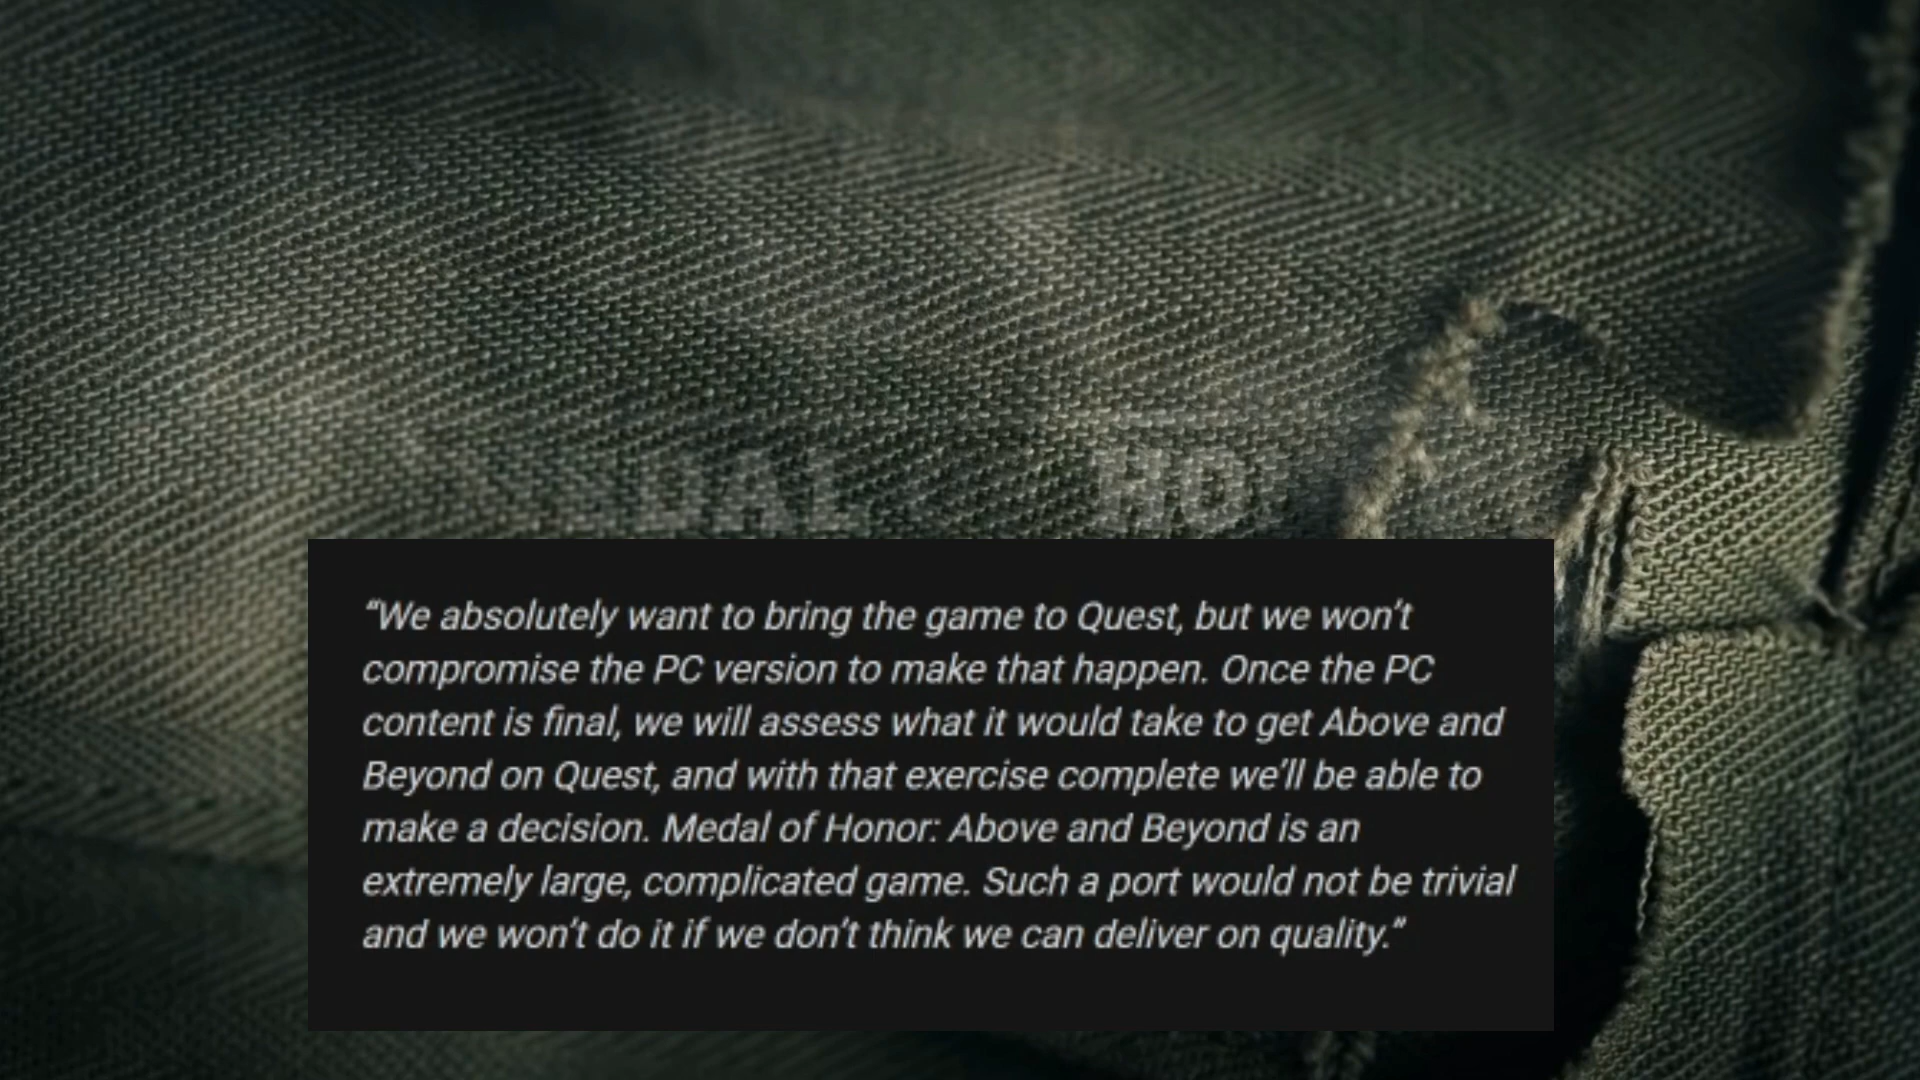 “We absolutely want to bring the game to Quest, but we won’t
compromise the PC version to make that happen. Once the PC
content is final, we will assess what it would take to get Above and
Beyond on Quest, and with that exercise complete we’ll be able to
make a decision. Medal of Honor: Above and Beyond is an
extremely large, complicated game. Such a port would not be trivial
and we won’t do it if we don’t think we can deliver on quality.”